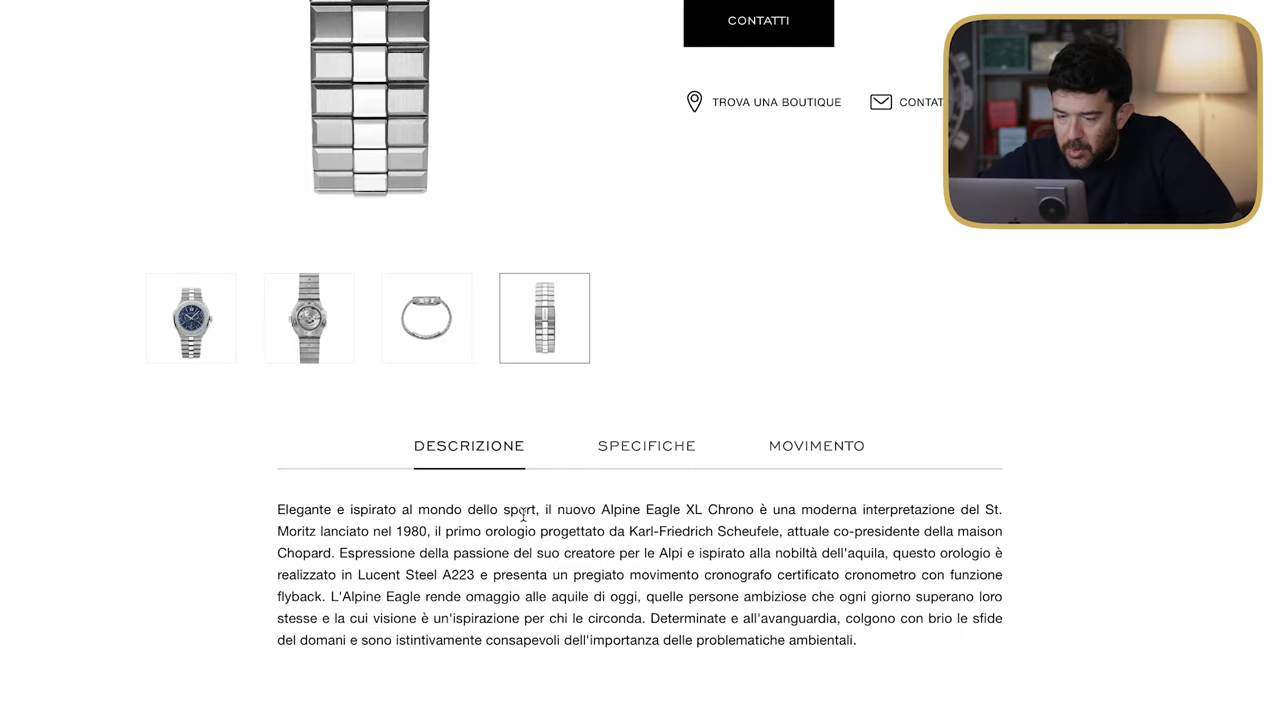 CONTATTI
TROVA UNA BOUTIQUE
CONTAT
DESCRIZIONE
SPECIFICHE
MOVIMENTO
Elegante e ispirato al mondo dello sport, il nuovo Alpine Eagle XL Chrono è una moderna interpretazione del St.
Moritz lanciato nel 1980, il primo orologio progettato da Karl-Friedrich Scheufele, attuale co-presidente della maison
Chopard. Espressione della passione del suo creatore per le Alpi e ispirato alla nobiltà dell'aquila, questo orologio è
realizzato in Lucent Steel A223 e presenta un pregiato movimento cronografo certificato cronometro con funzione
flyback. L'Alpine Eagle rende omaggio alle aquile di oggi, quelle persone ambiziose che ogni giorno superano loro
stesse e la cui visione è un'ispirazione per chi le circonda. Determinate e all'avanguardia, colgono con brio le sfide
del domani e sono istintivamente consapevoli dell'importanza delle problematiche ambientali.